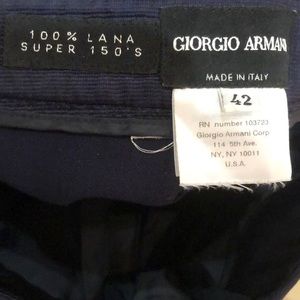 100% LANA
SUPER 150'S
GIORGIO ARMANI
MADE IN ITALY
42
RN number 103733
Giorgio Armani Corp
114 5th Ave
NY, NY 10011
U.S.A.